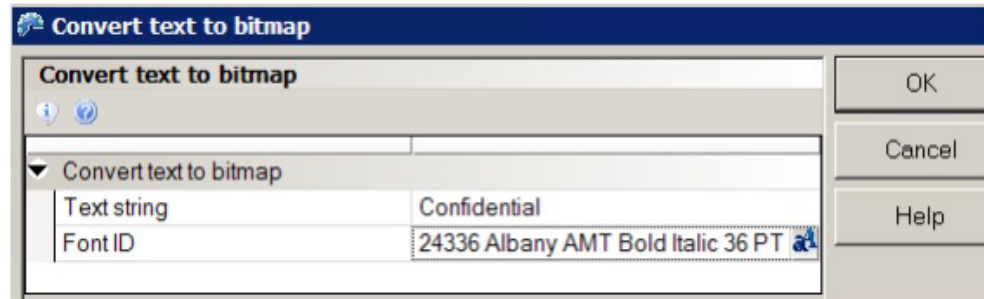 Convert text to bitmap
Convert text to bitmap
OK
Cancel
Convert text to bitmap
Text string Confidential
Help
Font ID 24336 Albany AMT Bold Italic 36 PT